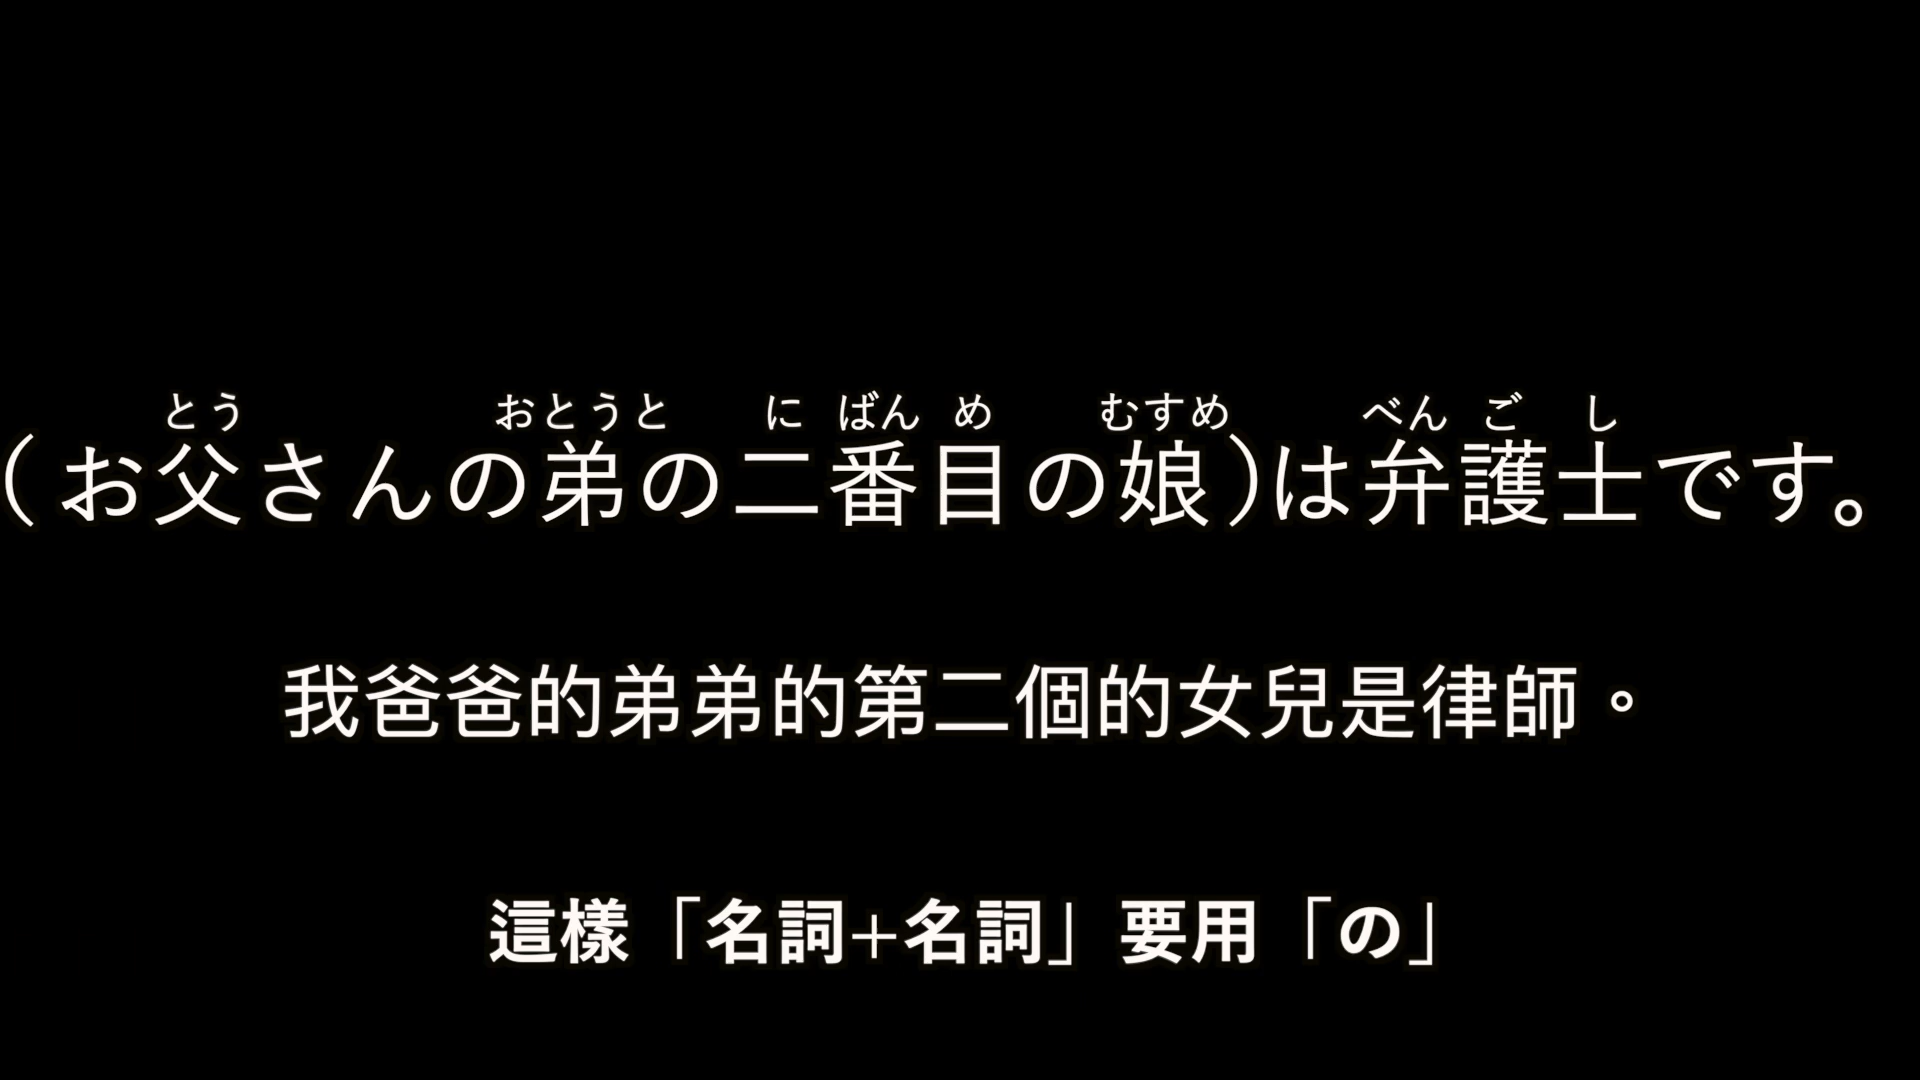 とう おとうと に ばん め むすめ べん ご し
(お父さんの弟の二番目の娘)は弁護士です。
我爸爸的弟弟的第二個的女兒是律師。
這樣「名詞+名詞」要用「の」